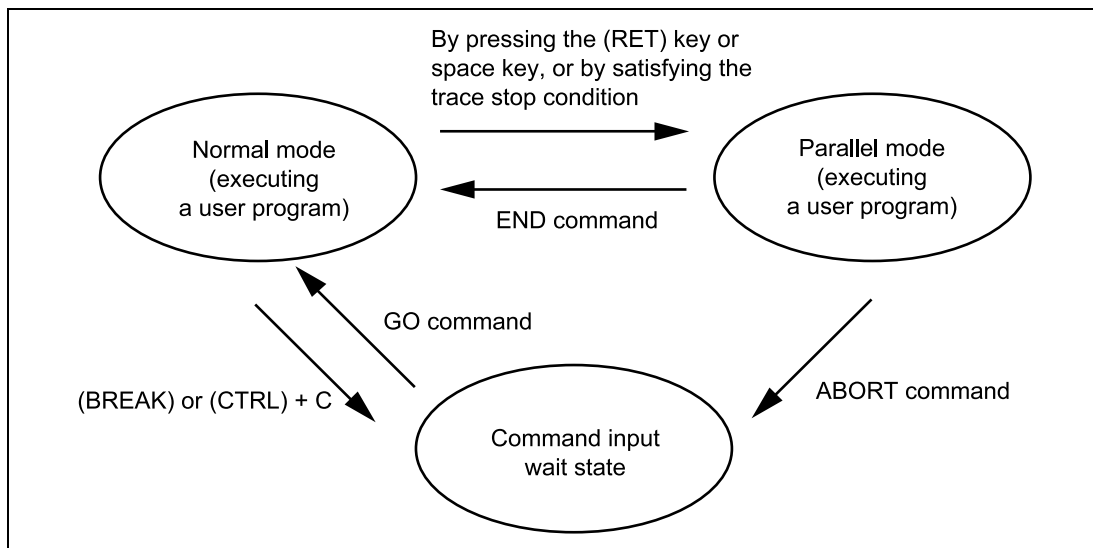 By pressing the (RET) key or
space key, or by satisfying the
trace stop condition
Normal mode
(executing
a user program)
Parallel mode
(executing
a user program)
END command
GO command
(BREAK) or (CTRL) + C
ABORT command
Command input
wait state